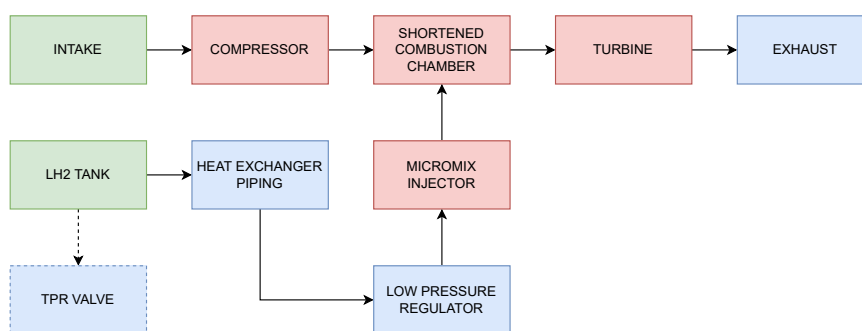 INTAKE
COMPRESSOR
SHORTENED
COMBUSTION
CHAMBER
TURBINE
EXHAUST
LH2 TANK
HEAT EXCHANGER
PIPING
MICROMIX
INJECTOR
TPR VALVE
LOW PRESSURE
REGULATOR